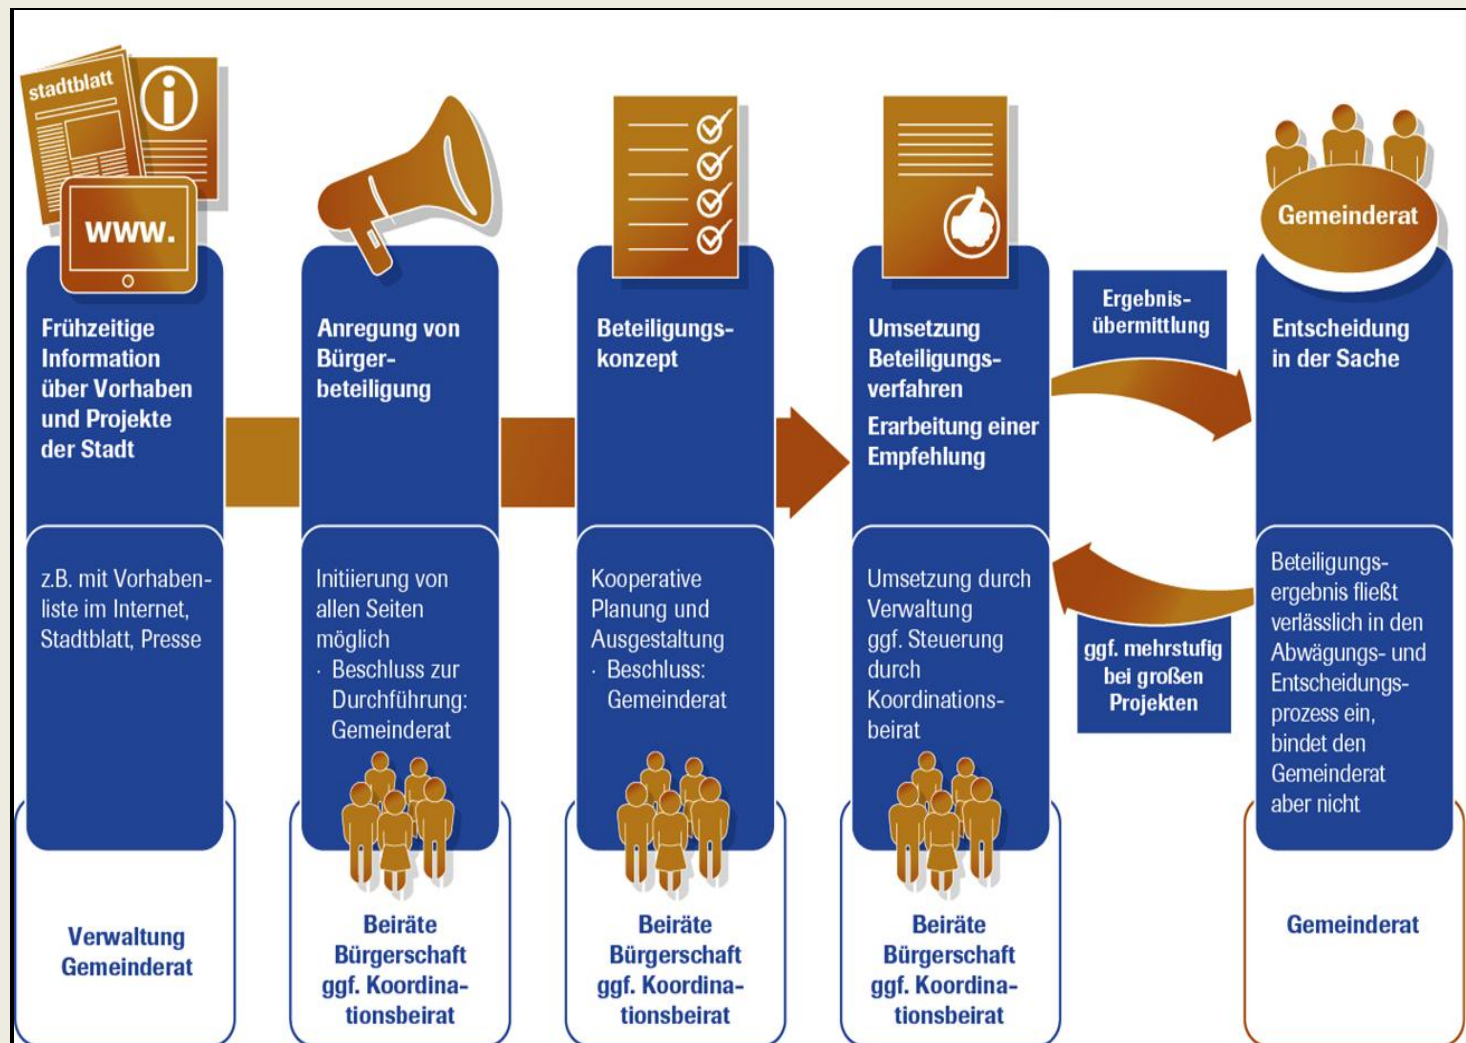 stadtblatt
www.
Frühzeitige
Information
über Vorhaben
und Projekte
der Stadt
z.B. mit Vorhaben-
liste im Internet,
Stadtblatt, Presse
Verwaltung
Gemeinderat
Anregung von
Bürger-
beteiligung
Initiierung von
allen Seiten
möglich
· Beschluss zur
Durchführung:
Gemeinderat
Beiräte
Bürgerschaft
ggf. Koordina-
tionsbeirat
Beteiligungs-
konzept
Kooperative
Planung und
Ausgestaltung
· Beschluss:
Gemeinderat
Beiräte
Bürgerschaft
ggf. Koordina-
tionsbeirat
Umsetzung
Beteiligungs-
verfahren
Erarbeitung einer
Empfehlung
Umsetzung durch
Verwaltung
ggf. Steuerung
durch
Koordinations-
beirat
Beiräte
Bürgerschaft
ggf. Koordina-
tionsbeirat
Ergebnis-
übermittlung
ggf. mehrstufig
bei großen
Projekten
Gemeinderat
Entscheidung
in der Sache
Beteiligungs-
ergebnis fließt
verlässlich in den
Abwägungs- und
Entscheidungs-
prozess ein,
bindet den
Gemeinderat
aber nicht
Gemeinderat